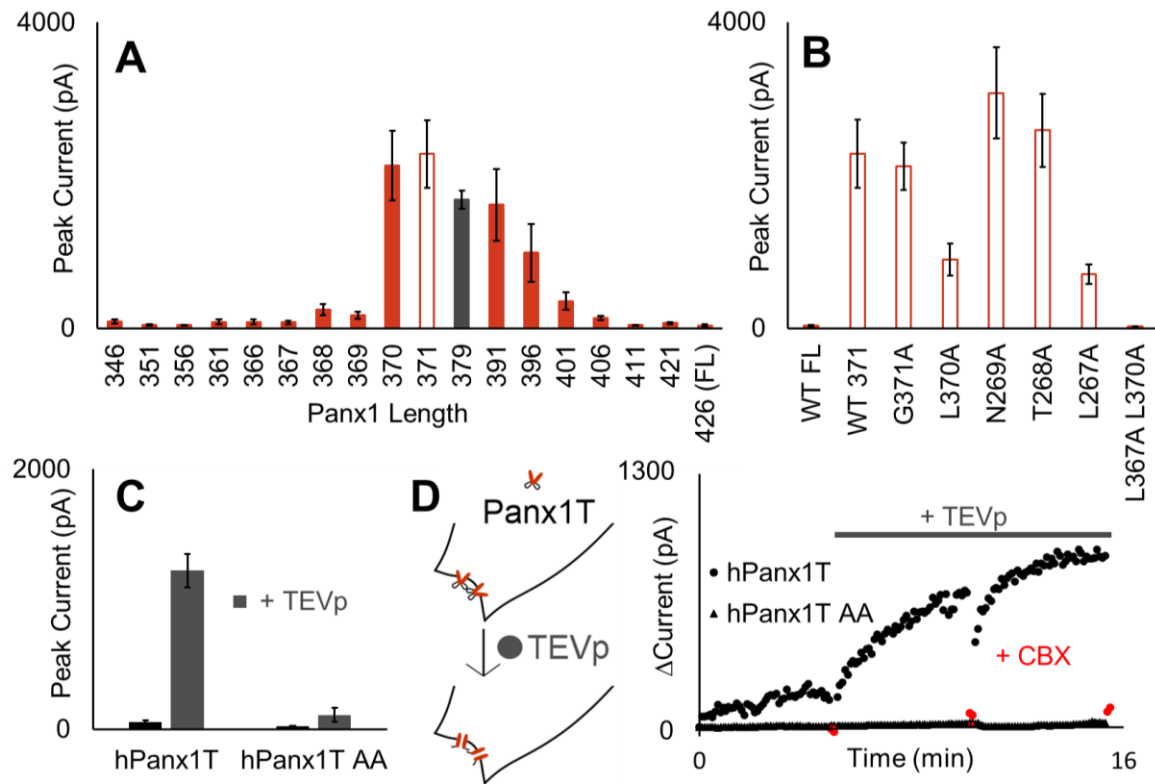 4000
A
Peak Current (pA)
0
346
351
356
361
366
367
368
369
370
371
379
391
396
401
406
411
421
426 (FL)
Panx1 Length
4000
B
Peak Current (pA)
0
WT FL
WT 371
G371A
L370A
N269A
T268A
L267A
L367A L370A
2000
C
Peak Current (pA)
+ TEVp
0
hPanx1T
hPanx1T AA
D
Panx1T
TEVp
1300
ΔCurrent (pA)
+ TEVp
hPanx1T
hPanx1T AA
+ CBX
0
Time (min)
16